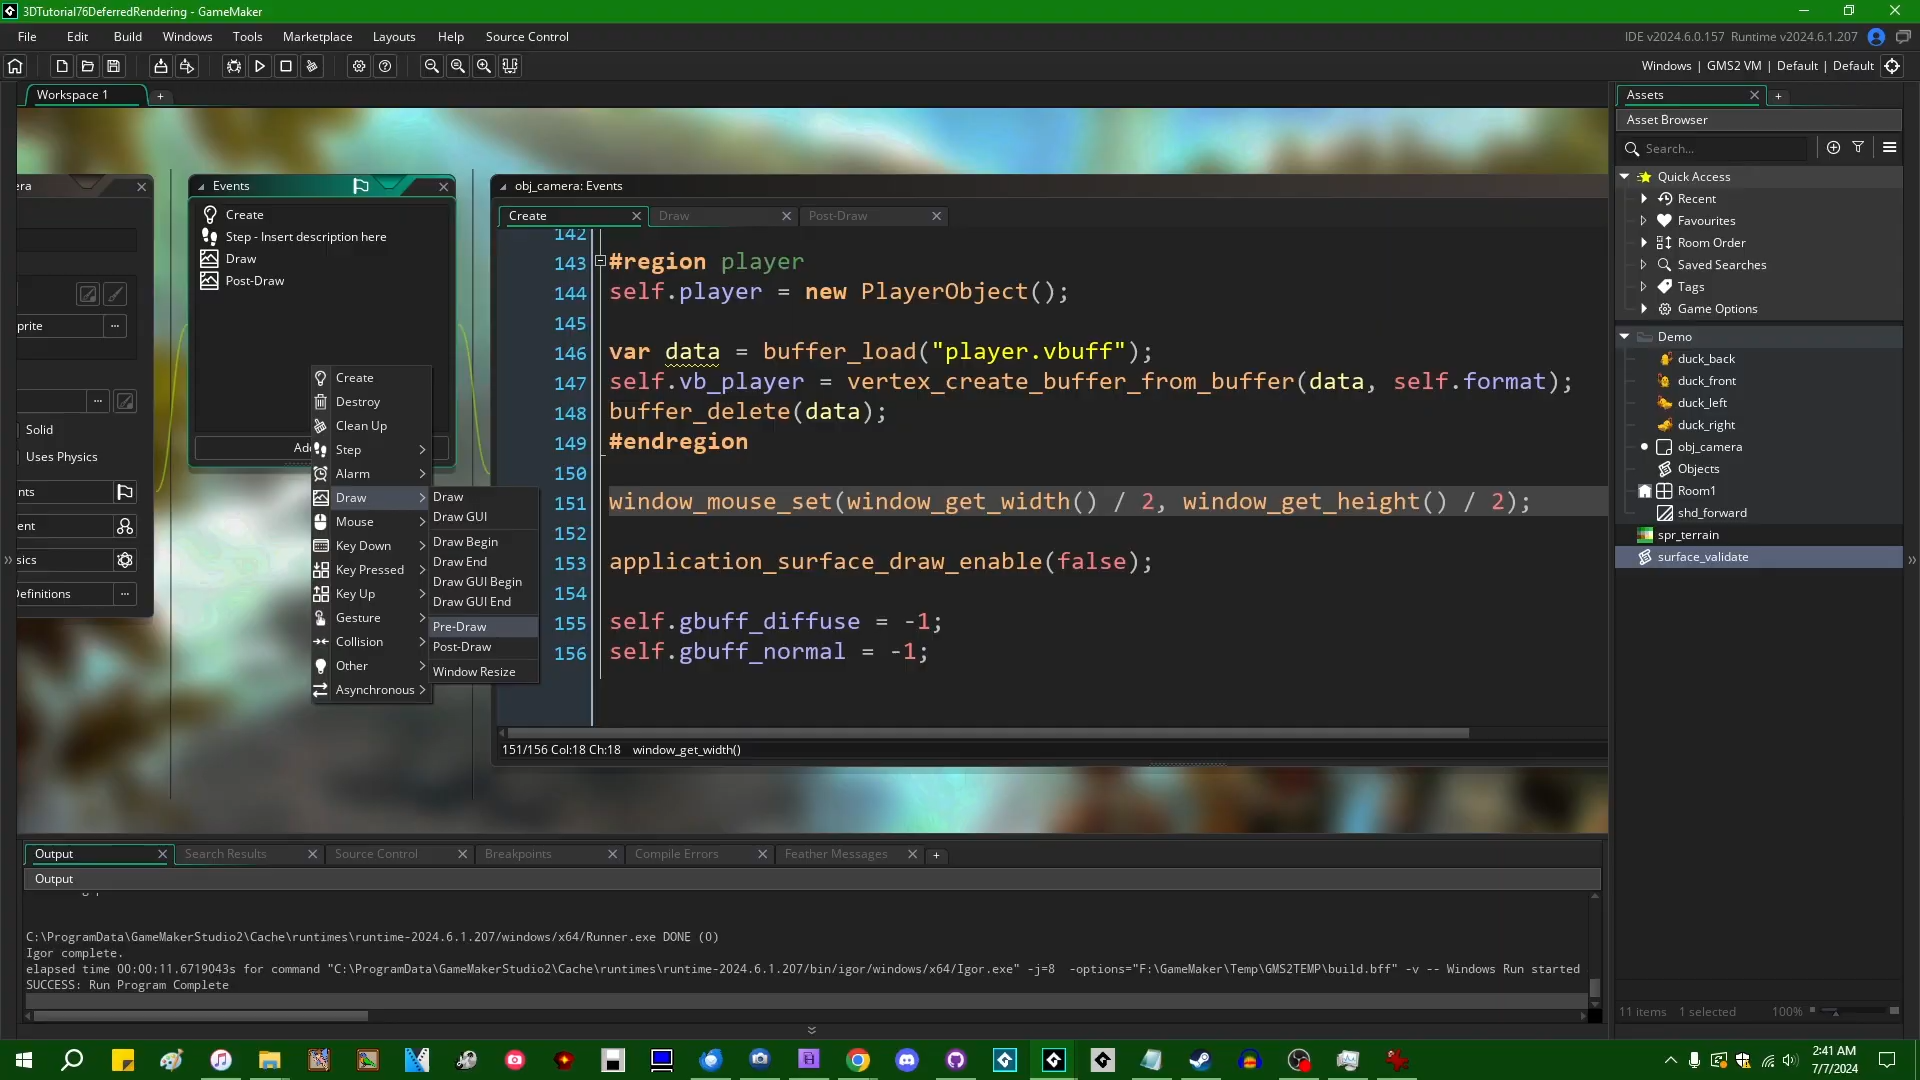 3DTutorial76DeferredRendering - GameMaker
File Edit Build Windows Tools Marketplace Layouts Help Source Control
IDE v2024.6.0.157 Runtime v2024.6.1.207
Windows | GMS2 VM | Default | Default
Workspace 1
Assets
Asset Browser
Search...
Quick Access
Recent
Favourites
Room Order
Saved Searches
Tags
Game Options
Demo
duck_back
duck_front
duck_left
duck_right
obj_camera
Objects
Room1
shd_forward
spr_terrain
surface_validate
11 items 1 selected 100%
era
prite
Solid
Uses Physics
nts
ent
sics
Definitions
Events
Create
Step - Insert description here
Draw
Post-Draw
Add
Create
Destroy
Clean Up
Step
Alarm
Draw
Mouse
Key Down
Key Pressed
Key Up
Gesture
Collision
Other
Asynchronous
Draw
Draw GUI
Draw Begin
Draw End
Draw GUI Begin
Draw GUI End
Pre-Draw
Post-Draw
Window Resize
obj_camera: Events
Create Draw Post-Draw
142
143 #region player
144 self.player = new PlayerObject();
145
146 var data = buffer_load("player.vbuff");
147 self.vb_player = vertex_create_buffer_from_buffer(data, self.format);
148 buffer_delete(data);
149 #endregion
150
151 window_mouse_set(window_get_width() / 2, window_get_height() / 2);
152
153 application_surface_draw_enable(false);
154
155 self.gbuff_diffuse = -1;
156 self.gbuff_normal = -1;
151/156 Col:18 Ch:18 window_get_width()
Output Search Results Source Control Breakpoints Compile Errors Feather Messages
Output
C:\ProgramData\GameMakerStudio2\Cache\runtimes\runtime-2024.6.1.207/windows/x64/Runner.exe DONE (0)
Igor complete.
elapsed time 00:00:11.6719043s for command "C:\ProgramData\GameMakerStudio2\Cache\runtimes\runtime-2024.6.1.207/bin/igor/windows/x64/Igor.exe" -j=8 -options="F:\GameMaker\Temp\GMS2TEMP\build.bff" -v -- Windows Run started
SUCCESS: Run Program Complete
2:41 AM
7/7/2024